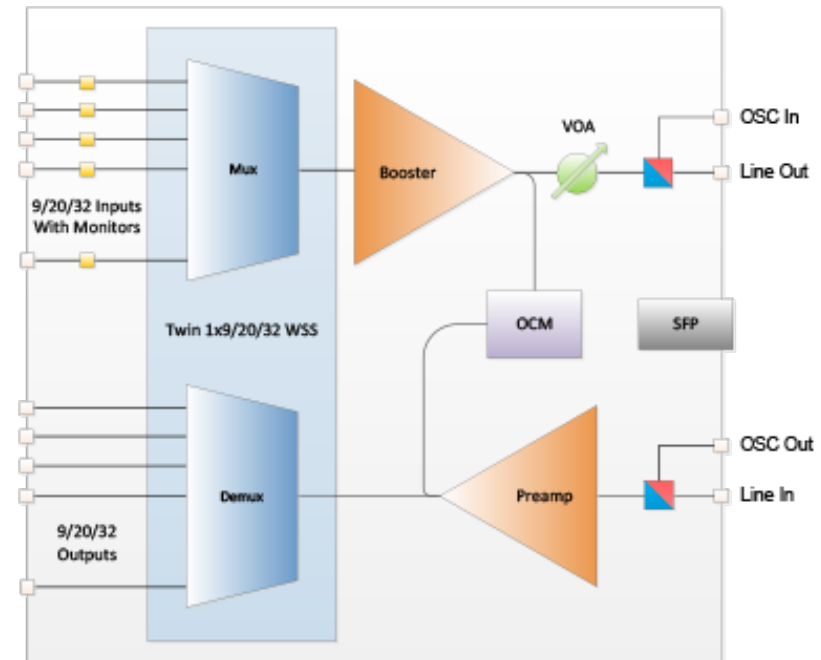 OSC In
VOA
Mux
Booster
Line Out
9/20/32 Inputs
With Monitors
Twin 1x9/20/32 WSS
OCM
SFP
OSC Out
Demux
Preamp
Line In
9/20/32
Outputs